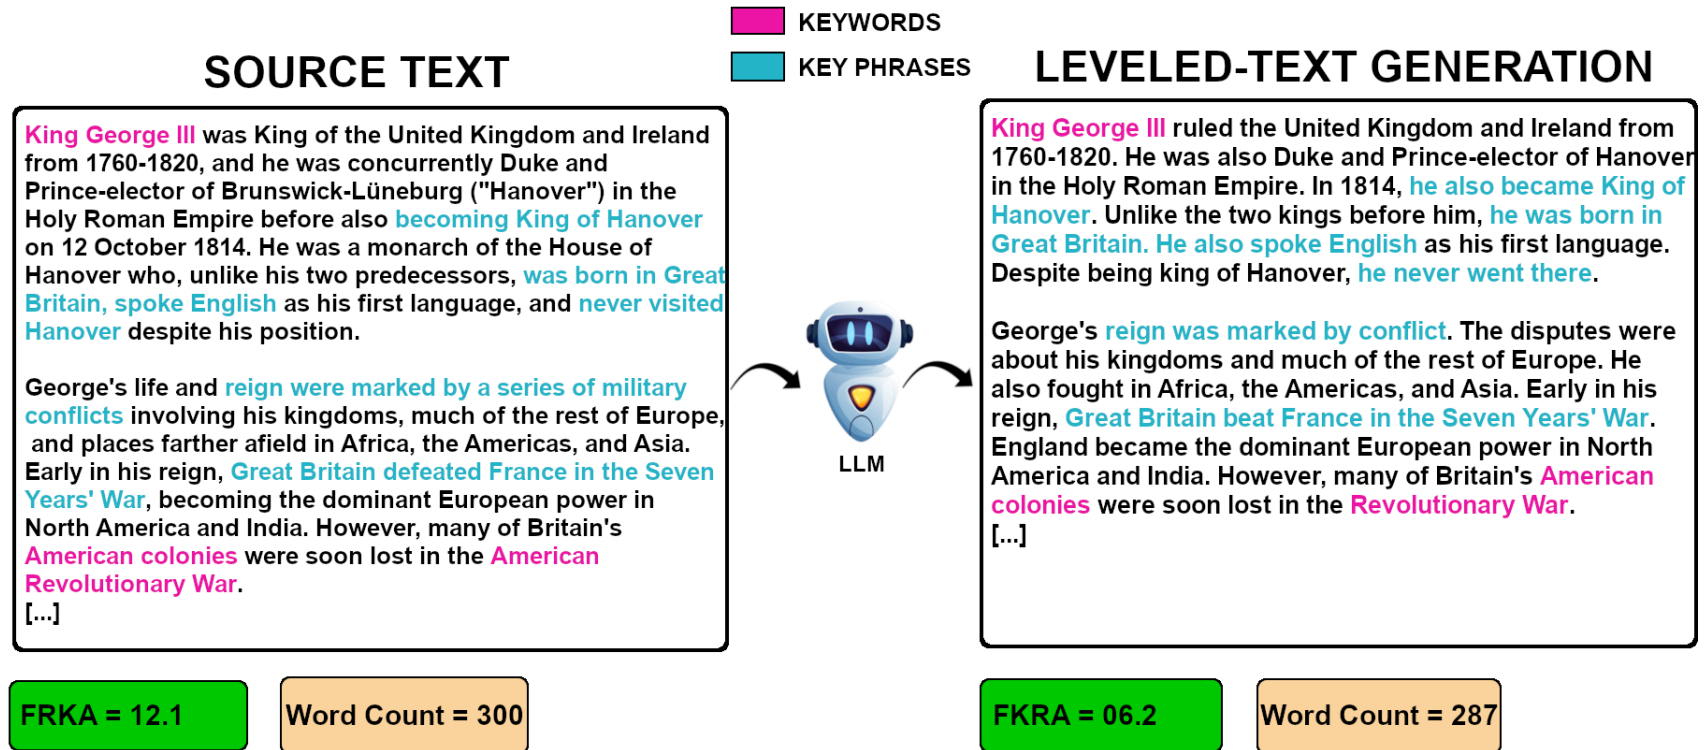 KEYWORDS
KEY PHRASES
SOURCE TEXT
King George III was King of the United Kingdom and Ireland
from 1760-1820, and he was concurrently Duke and
Prince-elector of Brunswick-Lüneburg ("Hanover") in the
Holy Roman Empire before also becoming King of Hanover
on 12 October 1814. He was a monarch of the House of
Hanover who, unlike his two predecessors, was born in Great
Britain, spoke English as his first language, and never visited
Hanover despite his position.
George's life and reign were marked by a series of military
conflicts involving his kingdoms, much of the rest of Europe,
and places farther afield in Africa, the Americas, and Asia.
Early in his reign, Great Britain defeated France in the Seven
Years' War, becoming the dominant European power in
North America and India. However, many of Britain's
American colonies were soon lost in the American
Revolutionary War.
[...]
FRKA = 12.1
Word Count = 300
LLM
LEVELED-TEXT GENERATION
King George III ruled the United Kingdom and Ireland from
1760-1820. He was also Duke and Prince-elector of Hanover
in the Holy Roman Empire. In 1814, he also became King of
Hanover. Unlike the two kings before him, he was born in
Great Britain. He also spoke English as his first language.
Despite being king of Hanover, he never went there.
George's reign was marked by conflict. The disputes were
about his kingdoms and much of the rest of Europe. He
also fought in Africa, the Americas, and Asia. Early in his
reign, Great Britain beat France in the Seven Years' War.
England became the dominant European power in North
America and India. However, many of Britain's American
colonies were soon lost in the Revolutionary War.
[...]
FKRA = 06.2
Word Count = 287